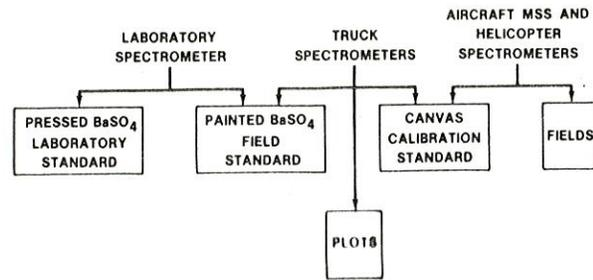 LABORATORY
SPECTROMETER
TRUCK
SPECTROMETERS
AIRCRAFT MSS AND
HELICOPTER
SPECTROMETERS
PRESSED BaSO₄
LABORATORY
STANDARD
PAINTED BaSO₄
FIELD
STANDARD
CANVAS
CALIBRATION
STANDARD
FIELDS
PLOTS